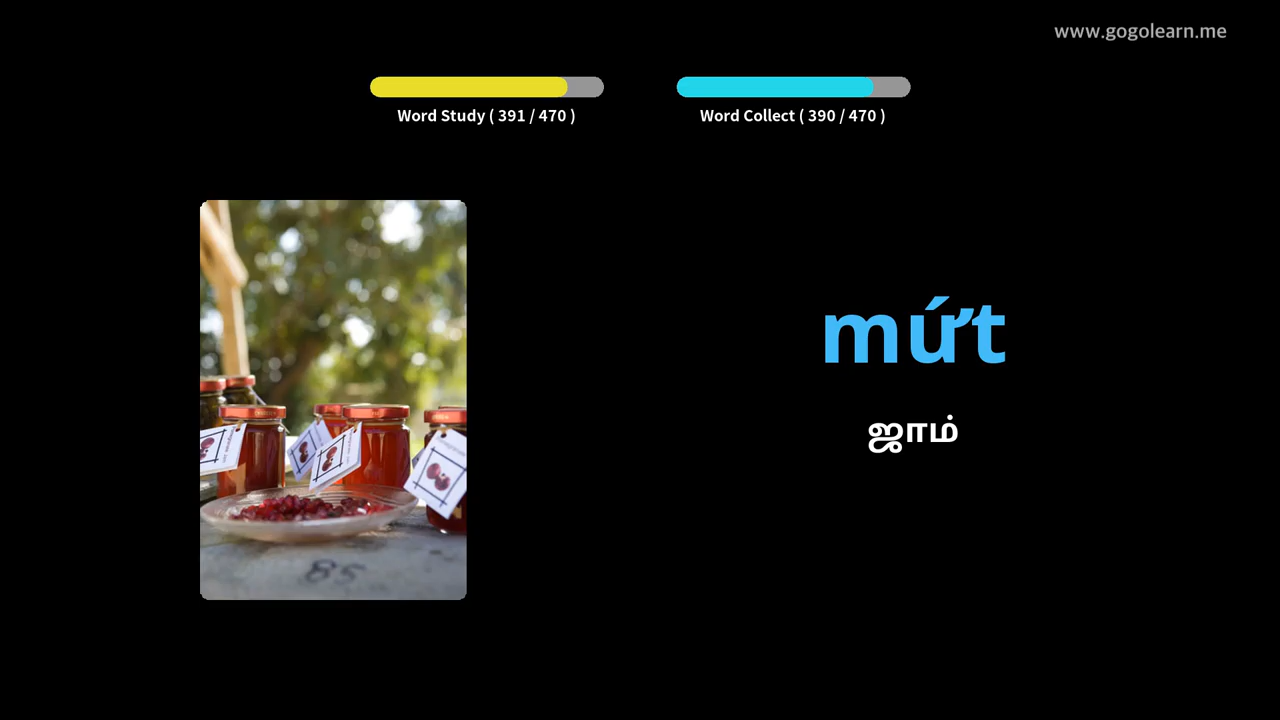 www.gogolearn.me
Word Study ( 391 / 470 )
Word Collect ( 390 / 470 )
mứt
ஜாம்
85